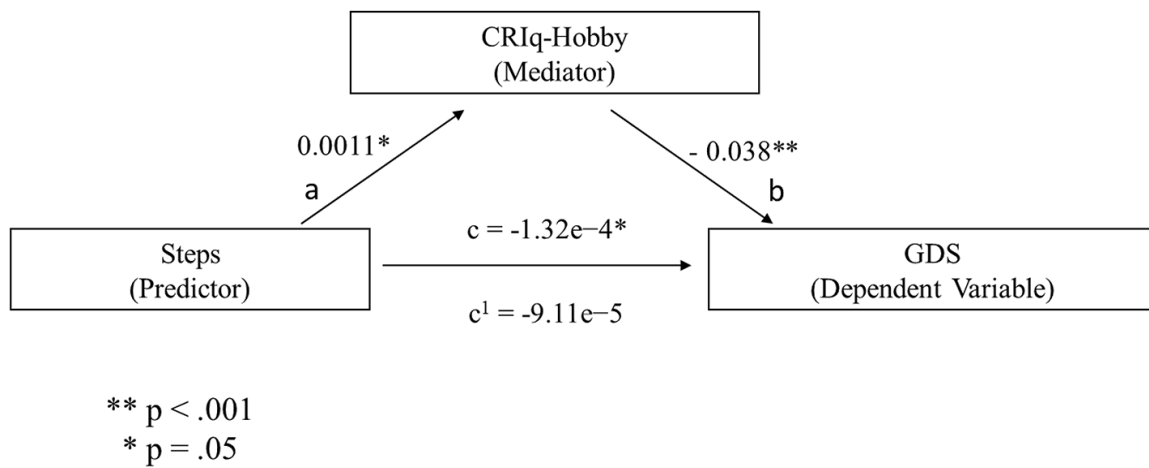 CRIq-Hobby
(Mediator)
0.0011*
- 0.038**
a
b
c = -1.32e−4*
Steps
(Predictor)
GDS
(Dependent Variable)
c¹ = -9.11e−5
** p < .001
* p = .05